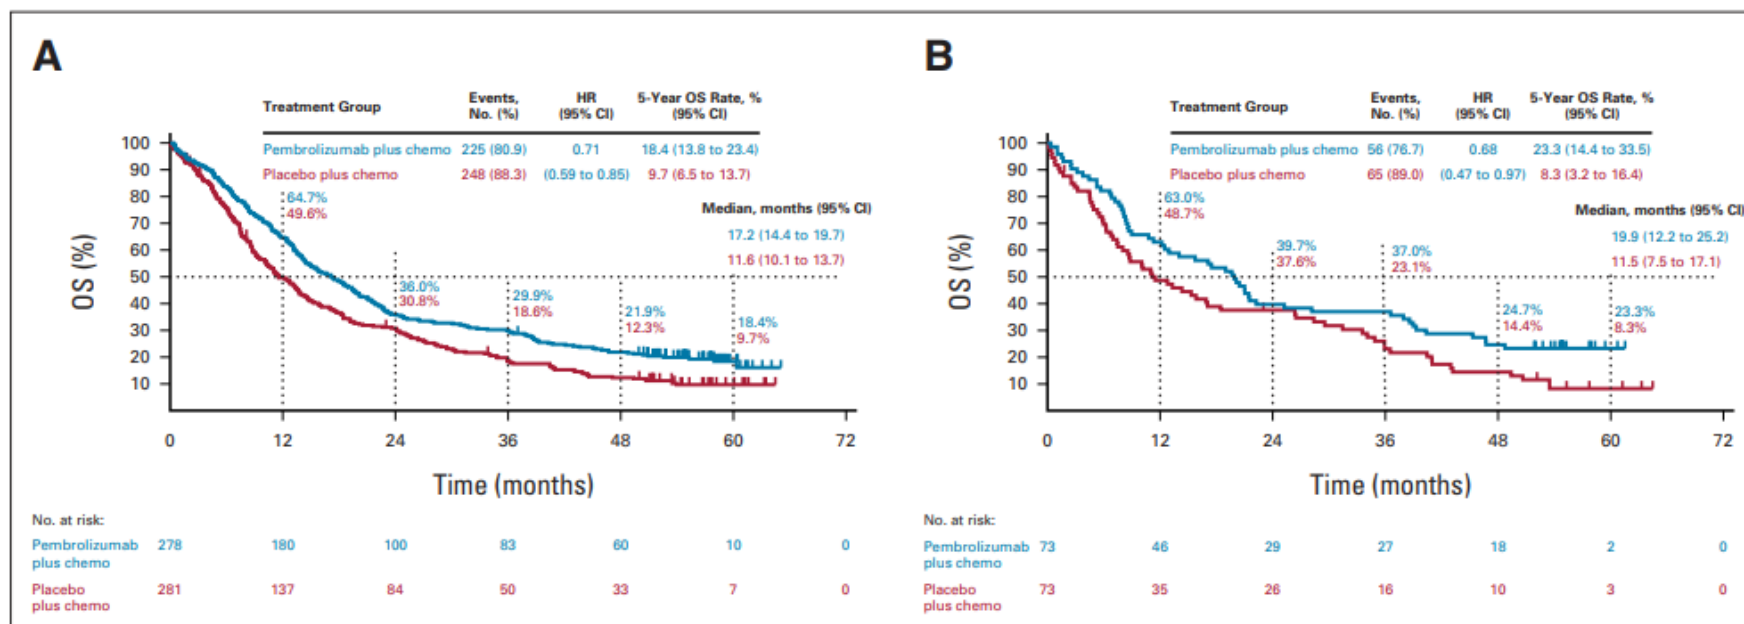 A
Treatment Group Events, No. (%) HR (95% CI) 5-Year OS Rate, % (95% CI)
Pembrolizumab plus chemo 225 (80.9) 0.71 18.4 (13.8 to 23.4)
Placebo plus chemo 248 (88.3) (0.59 to 0.85) 9.7 (6.5 to 13.7)
Median, months (95% CI)
17.2 (14.4 to 19.7)
11.6 (10.1 to 13.7)
64.7%
49.6%
36.0%
30.8%
29.9%
18.6%
21.9%
12.3%
18.4%
9.7%
OS (%)
100
90
80
70
60
50
40
30
20
10
0 12 24 36 48 60 72
Time (months)
No. at risk:
Pembrolizumab 278 180 100 83 60 10 0
plus chemo
Placebo 281 137 84 50 33 7 0
plus chemo
B
Treatment Group Events, No. (%) HR (95% CI) 5-Year OS Rate, % (95% CI)
Pembrolizumab plus chemo 56 (76.7) 0.68 23.3 (14.4 to 33.5)
Placebo plus chemo 65 (89.0) (0.47 to 0.97) 8.3 (3.2 to 16.4)
Median, months (95% CI)
19.9 (12.2 to 25.2)
11.5 (7.5 to 17.1)
63.0%
48.7%
39.7%
37.6%
37.0%
23.1%
24.7%
14.4%
23.3%
8.3%
OS (%)
100
90
80
70
60
50
40
30
20
10
0 12 24 36 48 60 72
Time (months)
No. at risk:
Pembrolizumab 73 46 29 27 18 2 0
plus chemo
Placebo 73 35 26 16 10 3 0
plus chemo